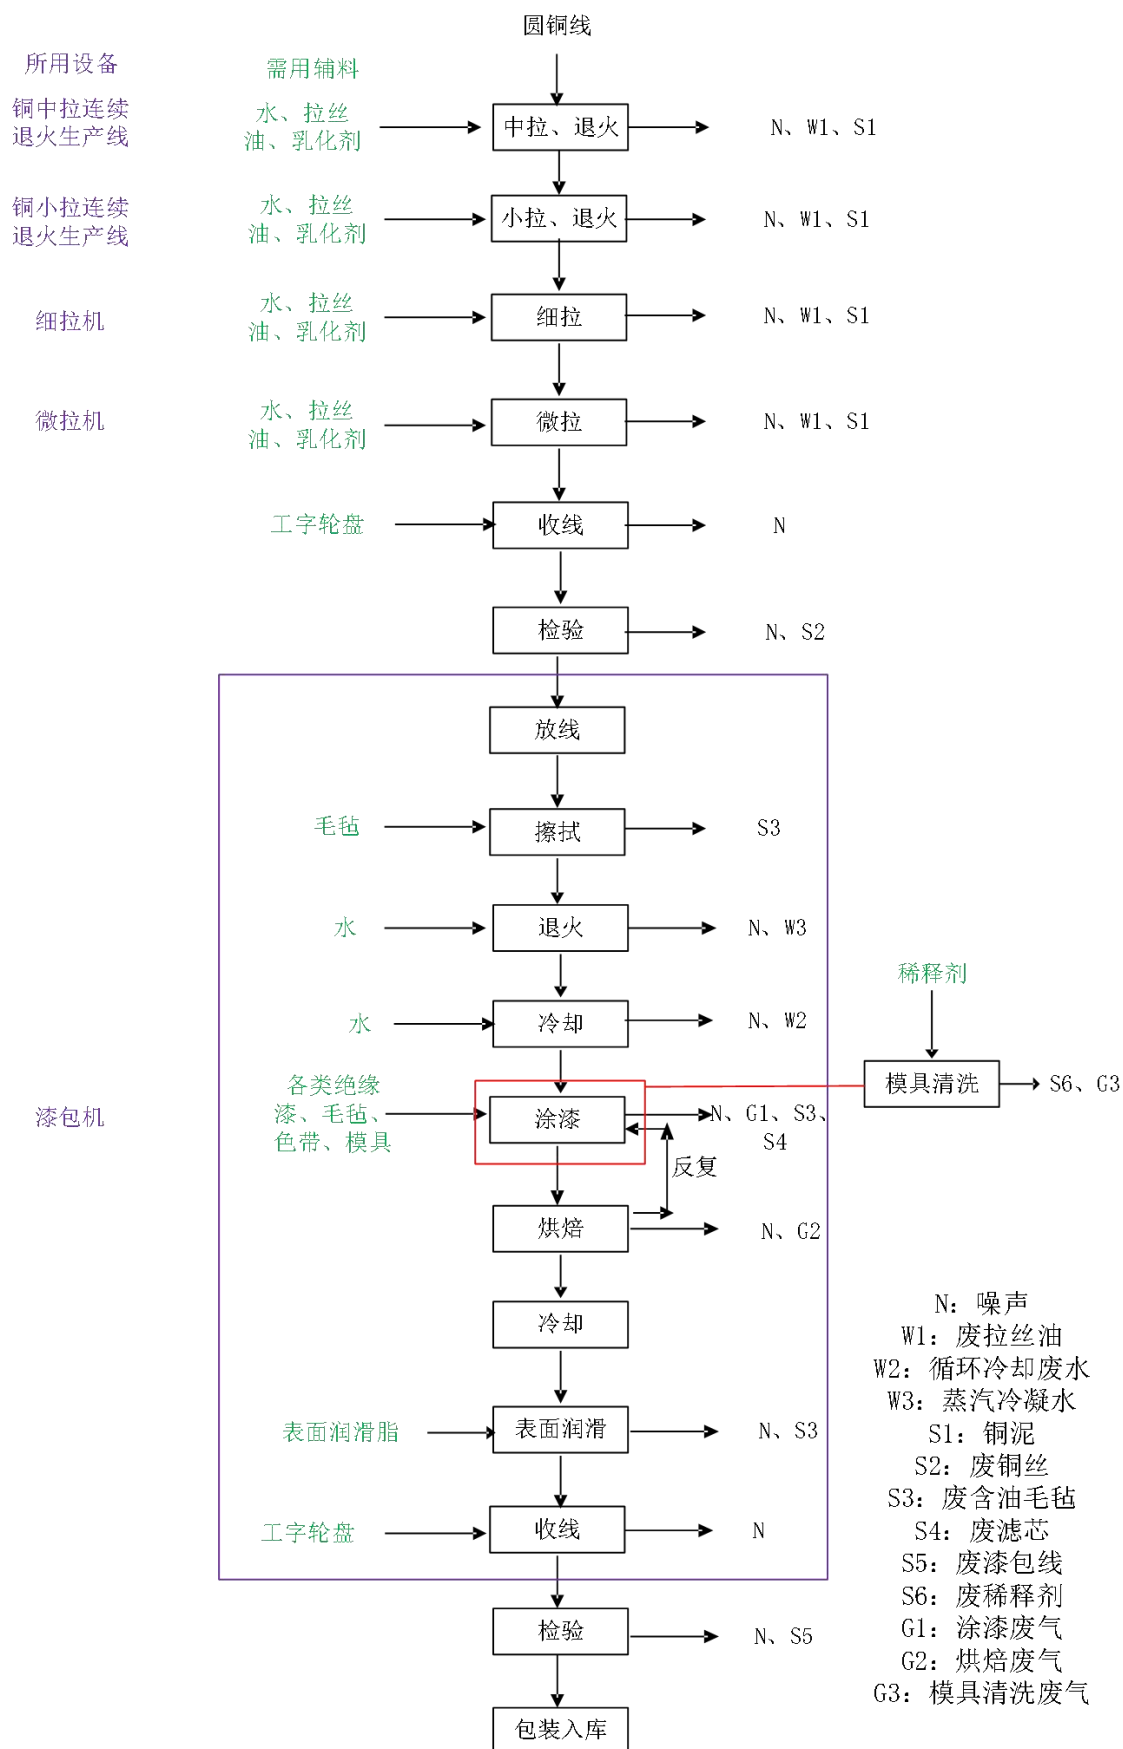 圆铜线
所用设备
需用辅料
铜中拉连续
退火生产线
水、拉丝
油、乳化剂
中拉、退火
N、W1、S1
铜小拉连续
退火生产线
水、拉丝
油、乳化剂
小拉、退火
N、W1、S1
细拉机
水、拉丝
油、乳化剂
细拉
N、W1、S1
微拉机
水、拉丝
油、乳化剂
微拉
N、W1、S1
工字轮盘
收线
N
检验
N、S2
放线
毛毡
擦拭
S3
水
退火
N、W3
稀释剂
水
冷却
N、W2
模具清洗
S6、G3
漆包机
各类绝缘
漆、毛毡、
色带、模具
涂漆
N、G1、S3、
S4
反复
烘焙
N、G2
冷却
表面润滑脂
表面润滑
N、S3
工字轮盘
收线
N
检验
N、S5
包装入库
N：噪声
W1：废拉丝油
W2：循环冷却废水
W3：蒸汽冷凝水
S1：铜泥
S2：废铜丝
S3：废含油毛毡
S4：废滤芯
S5：废漆包线
S6：废稀释剂
G1：涂漆废气
G2：烘焙废气
G3：模具清洗废气